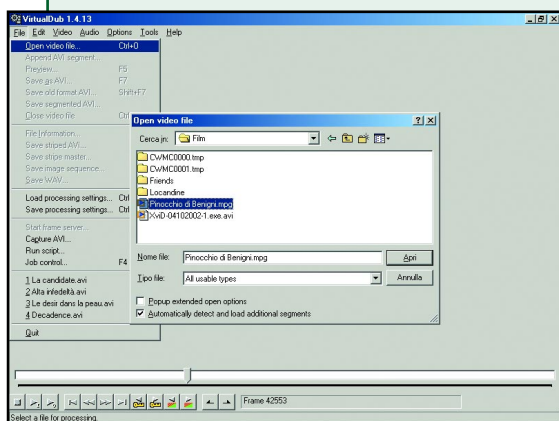 VirtualDub 1.4.13
File Edit Video Audio Options Tools Help
Open video file... Ctrl+O
Append AVI segment...
Preview... F5
Save as AVI... F7
Save old format AVI... Shift+F7
Save segmented AVI...
Close video file Ctrl
File Information...
Save striped AVI...
Save stripe master...
Save image sequence...
Save WAV...
Load processing settings... Ctrl
Save processing settings... Ctrl
Start frame server...
Capture AVI...
Run script...
Job control... F4
1 La candidate.avi
2 Alta infedeltà.avi
3 Le desir dans la peau.avi
4 Decadence.avi
Quit
Open video file
Cerca in: Film
CWMC0000.tmp
CWMC0001.tmp
Friends
Locandine
Pinocchio di Benigni.mpg
XviD-04102002-1.exe.avi
Nome file: Pinocchio di Benigni.mpg Apri
Tipo file: All usable types Annulla
Popup extended open options
Automatically detect and load additional segments
Frame 42553
Select a file for processing.